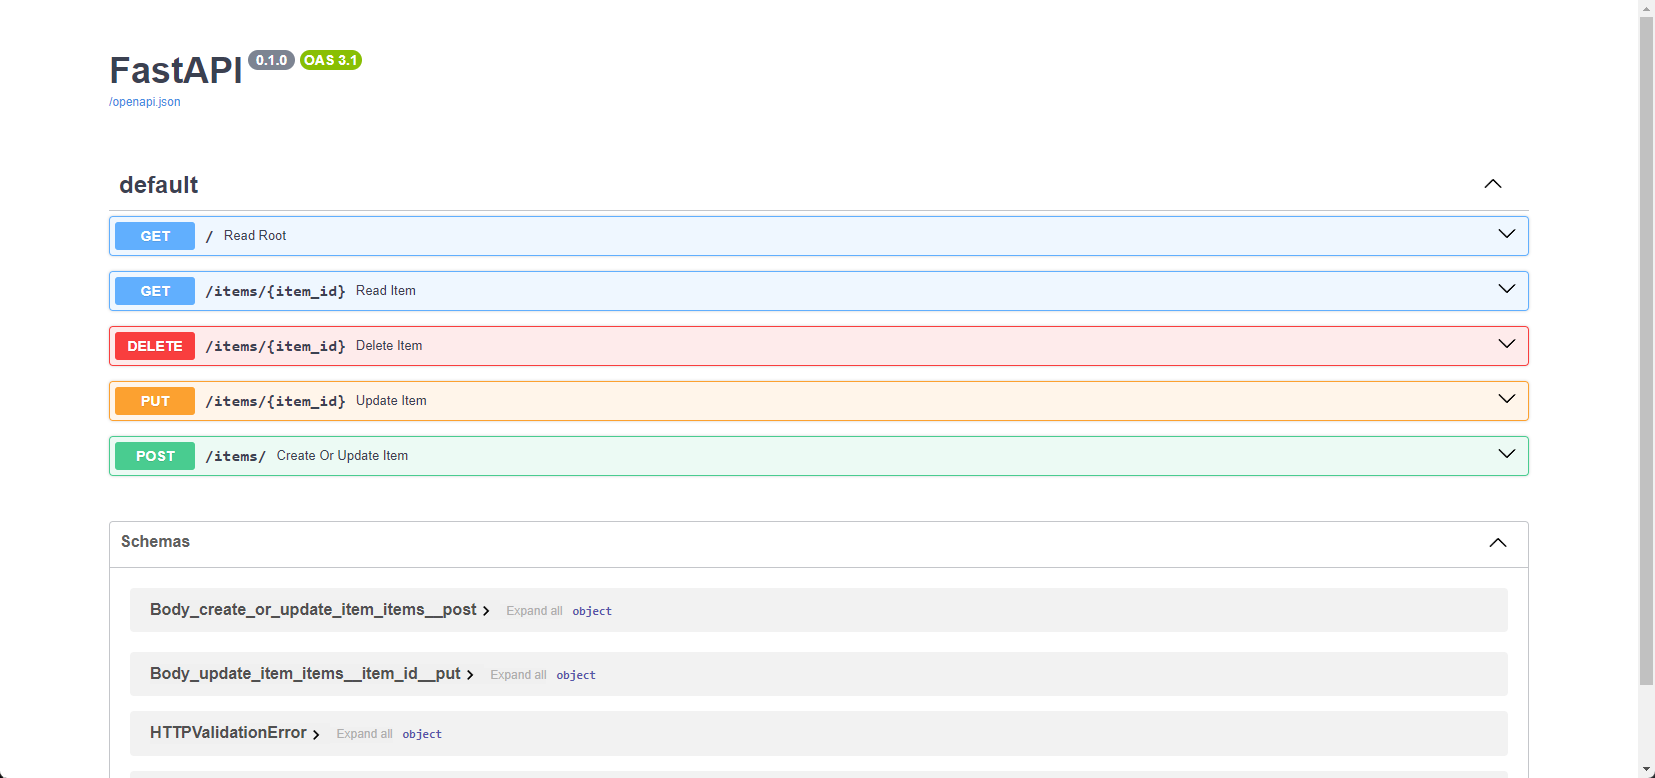 FastAPI 0.1.0 OAS 3.1
/openapi.json
default
GET / Read Root
GET /items/{item_id} Read Item
DELETE /items/{item_id} Delete Item
PUT /items/{item_id} Update Item
POST /items/ Create Or Update Item
Schemas
Body_create_or_update_item_items__post Expand all object
Body_update_item_items__item_id__put Expand all object
HTTPValidationError Expand all object